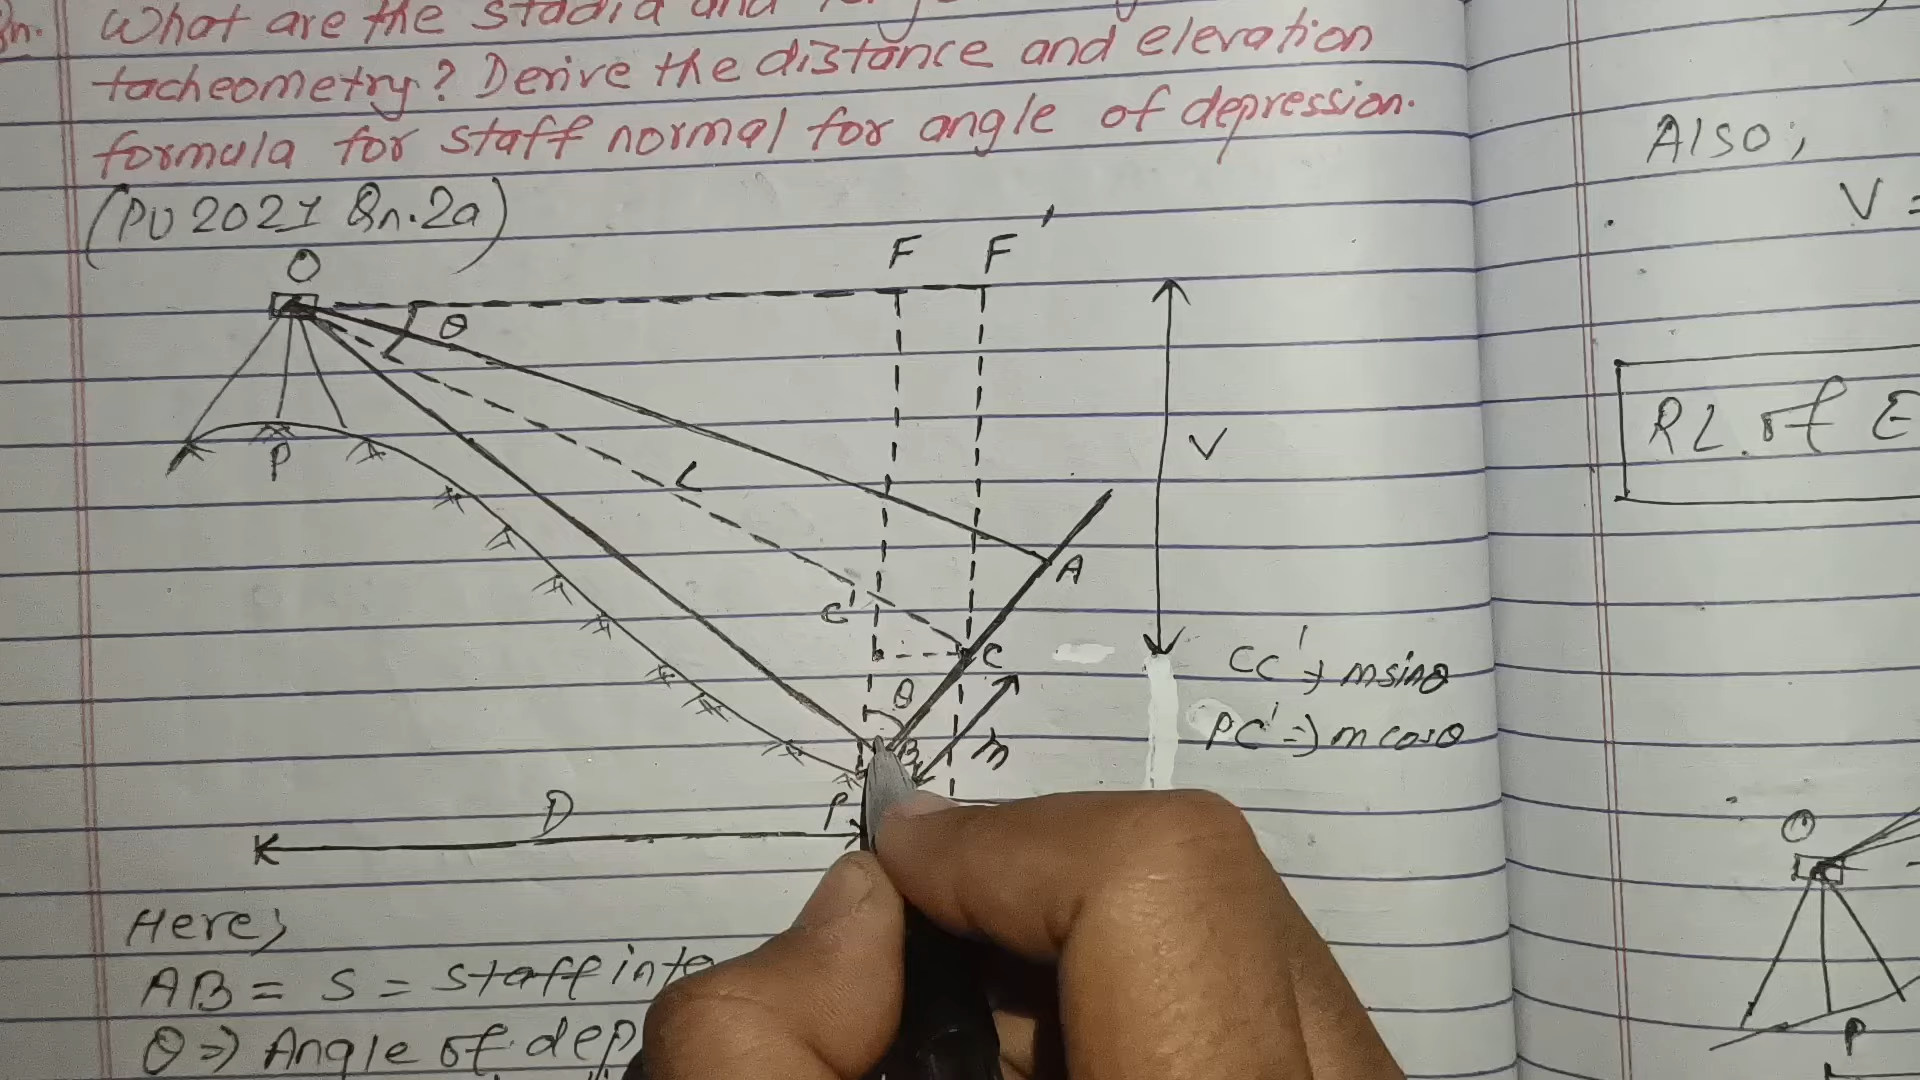 What are the stadia and
tacheometry? Derive the distance and elevation
formula for staff normal for angle of depression.
(PU 2021 Qn.2a)
O
F F'
θ
P
L
V
A
C'
C
θ
B
m
P
D
CC' => m sinθ
PC' => m cosθ
Here;
AB = S = staff inte
θ => Angle of dep
Also;
V =
RL of E
O
P